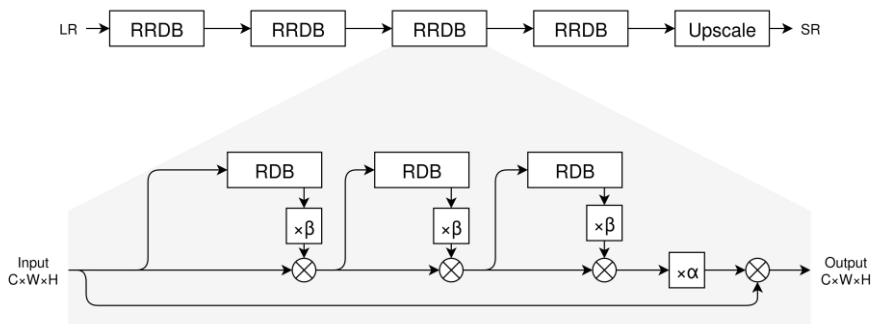 LR
RRDB
RRDB
RRDB
RRDB
Upscale
SR
RDB
RDB
RDB
×β
×β
×β
Input
C×W×H
×α
Output
C×W×H